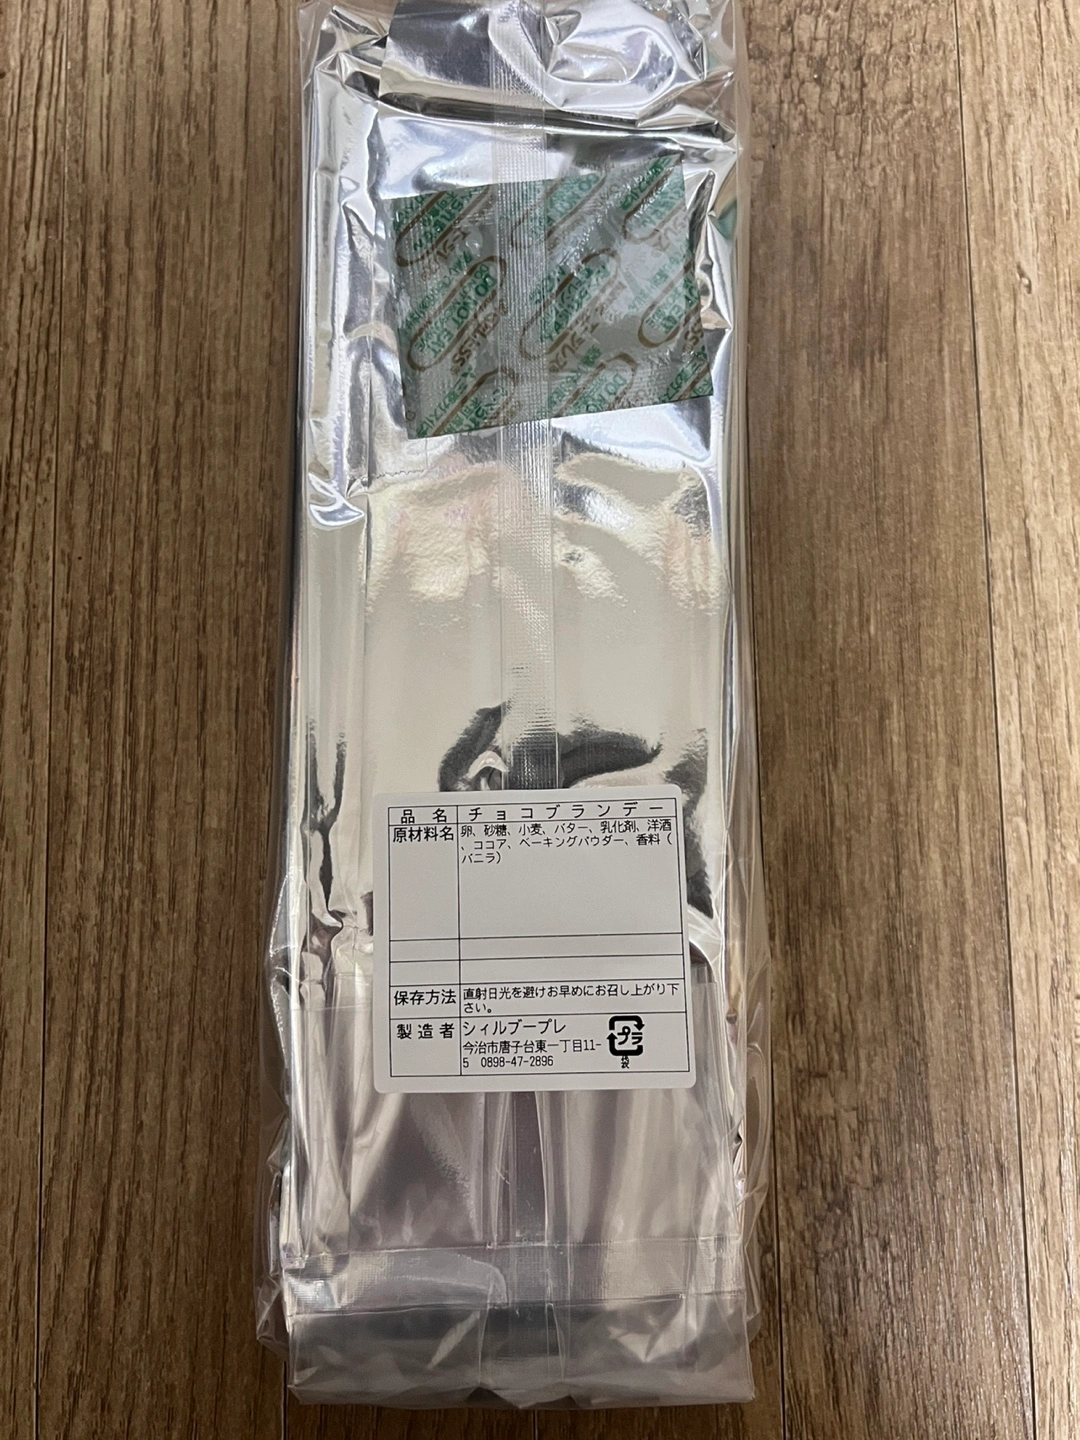 DO NOT EAT
品名 チョコブランデー
原材料名 卵、砂糖、小麦、バター、乳化剤、洋酒
、ココア、ベーキングパウダー、香料(
バニラ)
保存方法 直射日光を避けお早めにお召し上がり下
さい。
製造者 シィルブープレ
今治市唐子台東一丁目11-
5 0898-47-2896
プラ
袋